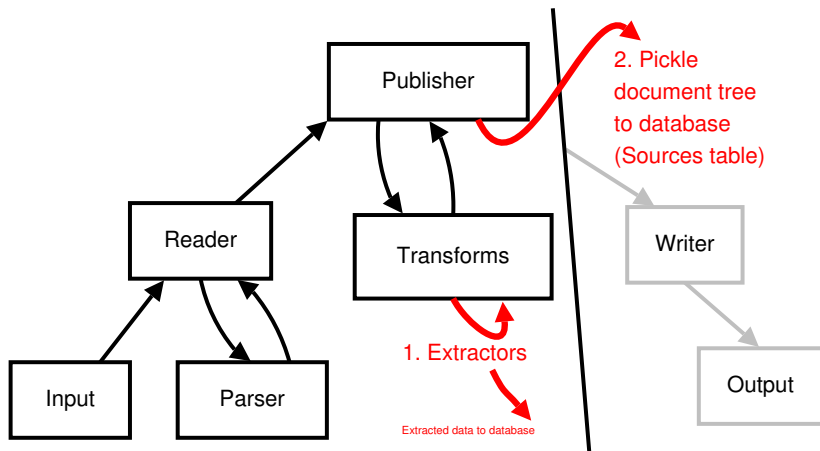 Publisher
2. Pickle
document tree
to database
(Sources table)
Reader
Transforms
Writer
1. Extractors
Input
Parser
Output
Extracted data to database